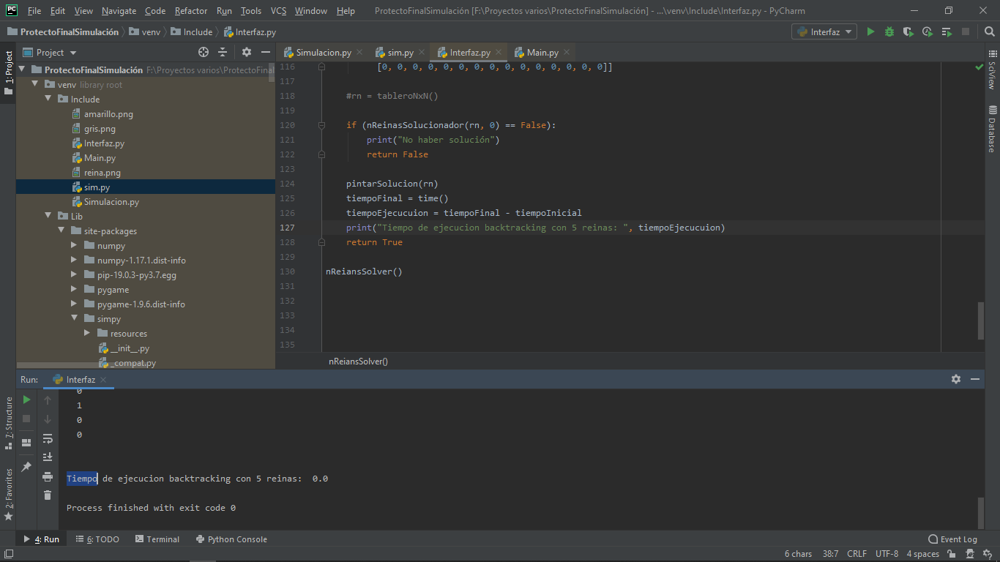 PC File Edit View Navigate Code Refactor Run Tools VCS Window Help ProtectoFinalSimulación [F:\Proyectos varios\ProtectoFinalSimulación] - ...\venv\Include\Interfaz.py - PyCharm
ProtectoFinalSimulación venv Include Interfaz.py Interfaz
1: Project
7: Structure
2: Favorites
Project
ProtectoFinalSimulación F:\Proyectos varios\ProtectoFinal
venv library root
Include
amarillo.png
gris.png
Interfaz.py
Main.py
reina.png
sim.py
Simulacion.py
Lib
site-packages
numpy
numpy-1.17.1.dist-info
pip-19.0.3-py3.7.egg
pygame
pygame-1.9.6.dist-info
simpy
resources
__init__.py
_compat.py
Simulacion.py sim.py Interfaz.py Main.py
116 [0, 0, 0, 0, 0, 0, 0, 0, 0, 0, 0, 0, 0, 0, 0]]
117
118 #rn = tableroNxN()
119
120 if (nReinasSolucionador(rn, 0) == False):
121 print("No haber solución")
122 return False
123
124 pintarSolucion(rn)
125 tiempoFinal = time()
126 tiempoEjecucuion = tiempoFinal - tiempoInicial
127 print("Tiempo de ejecucion backtracking con 5 reinas: ", tiempoEjecucuion)
128 return True
129
130 nReiansSolver()
131
132
133
134
135
nReiansSolver()
SciView
Database
Run: Interfaz
0
1
0
0
Tiempo de ejecucion backtracking con 5 reinas:  0.0
Process finished with exit code 0
4: Run 6: TODO Terminal Python Console Event Log
6 chars 38:7 CRLF UTF-8 4 spaces